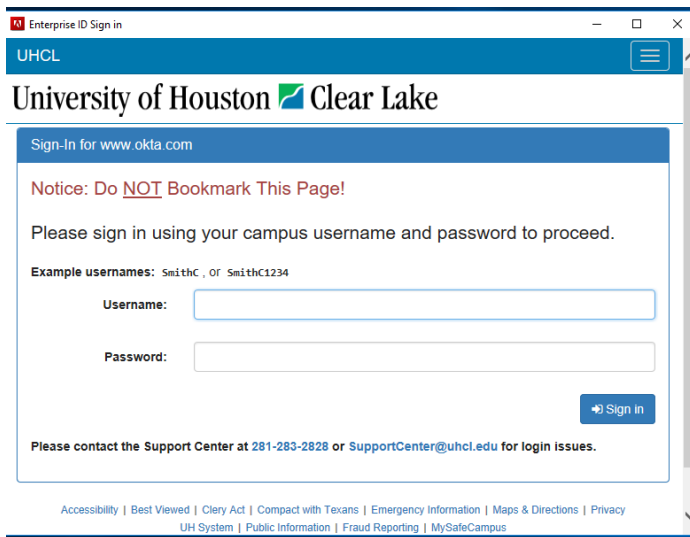 Enterprise ID Sign in
UHCL
University of Houston Clear Lake
Sign-In for www.okta.com
Notice: Do NOT Bookmark This Page!
Please sign in using your campus username and password to proceed.
Example usernames: SmithC , or SmithC1234
Username:
Password:
Sign in
Please contact the Support Center at 281-283-2828 or SupportCenter@uhcl.edu for login issues.
Accessibility | Best Viewed | Clery Act | Compact with Texans | Emergency Information | Maps & Directions | Privacy
UH System | Public Information | Fraud Reporting | MySafeCampus